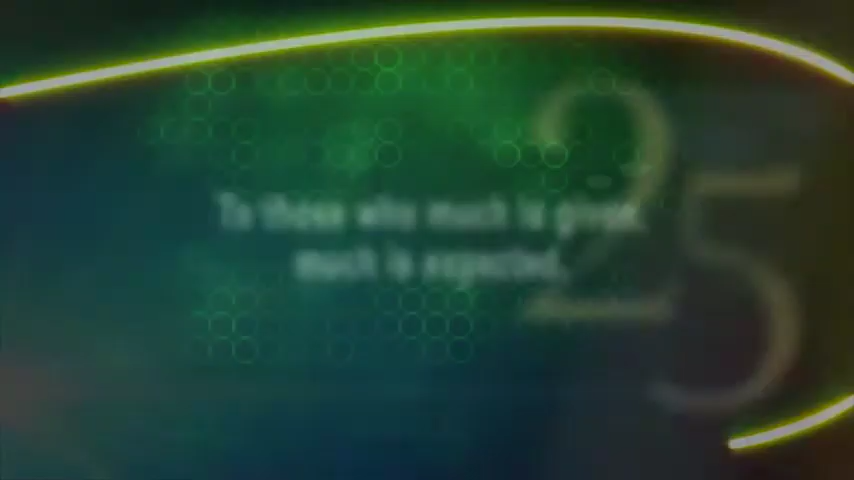 To those who much is given,
much is expected.
25